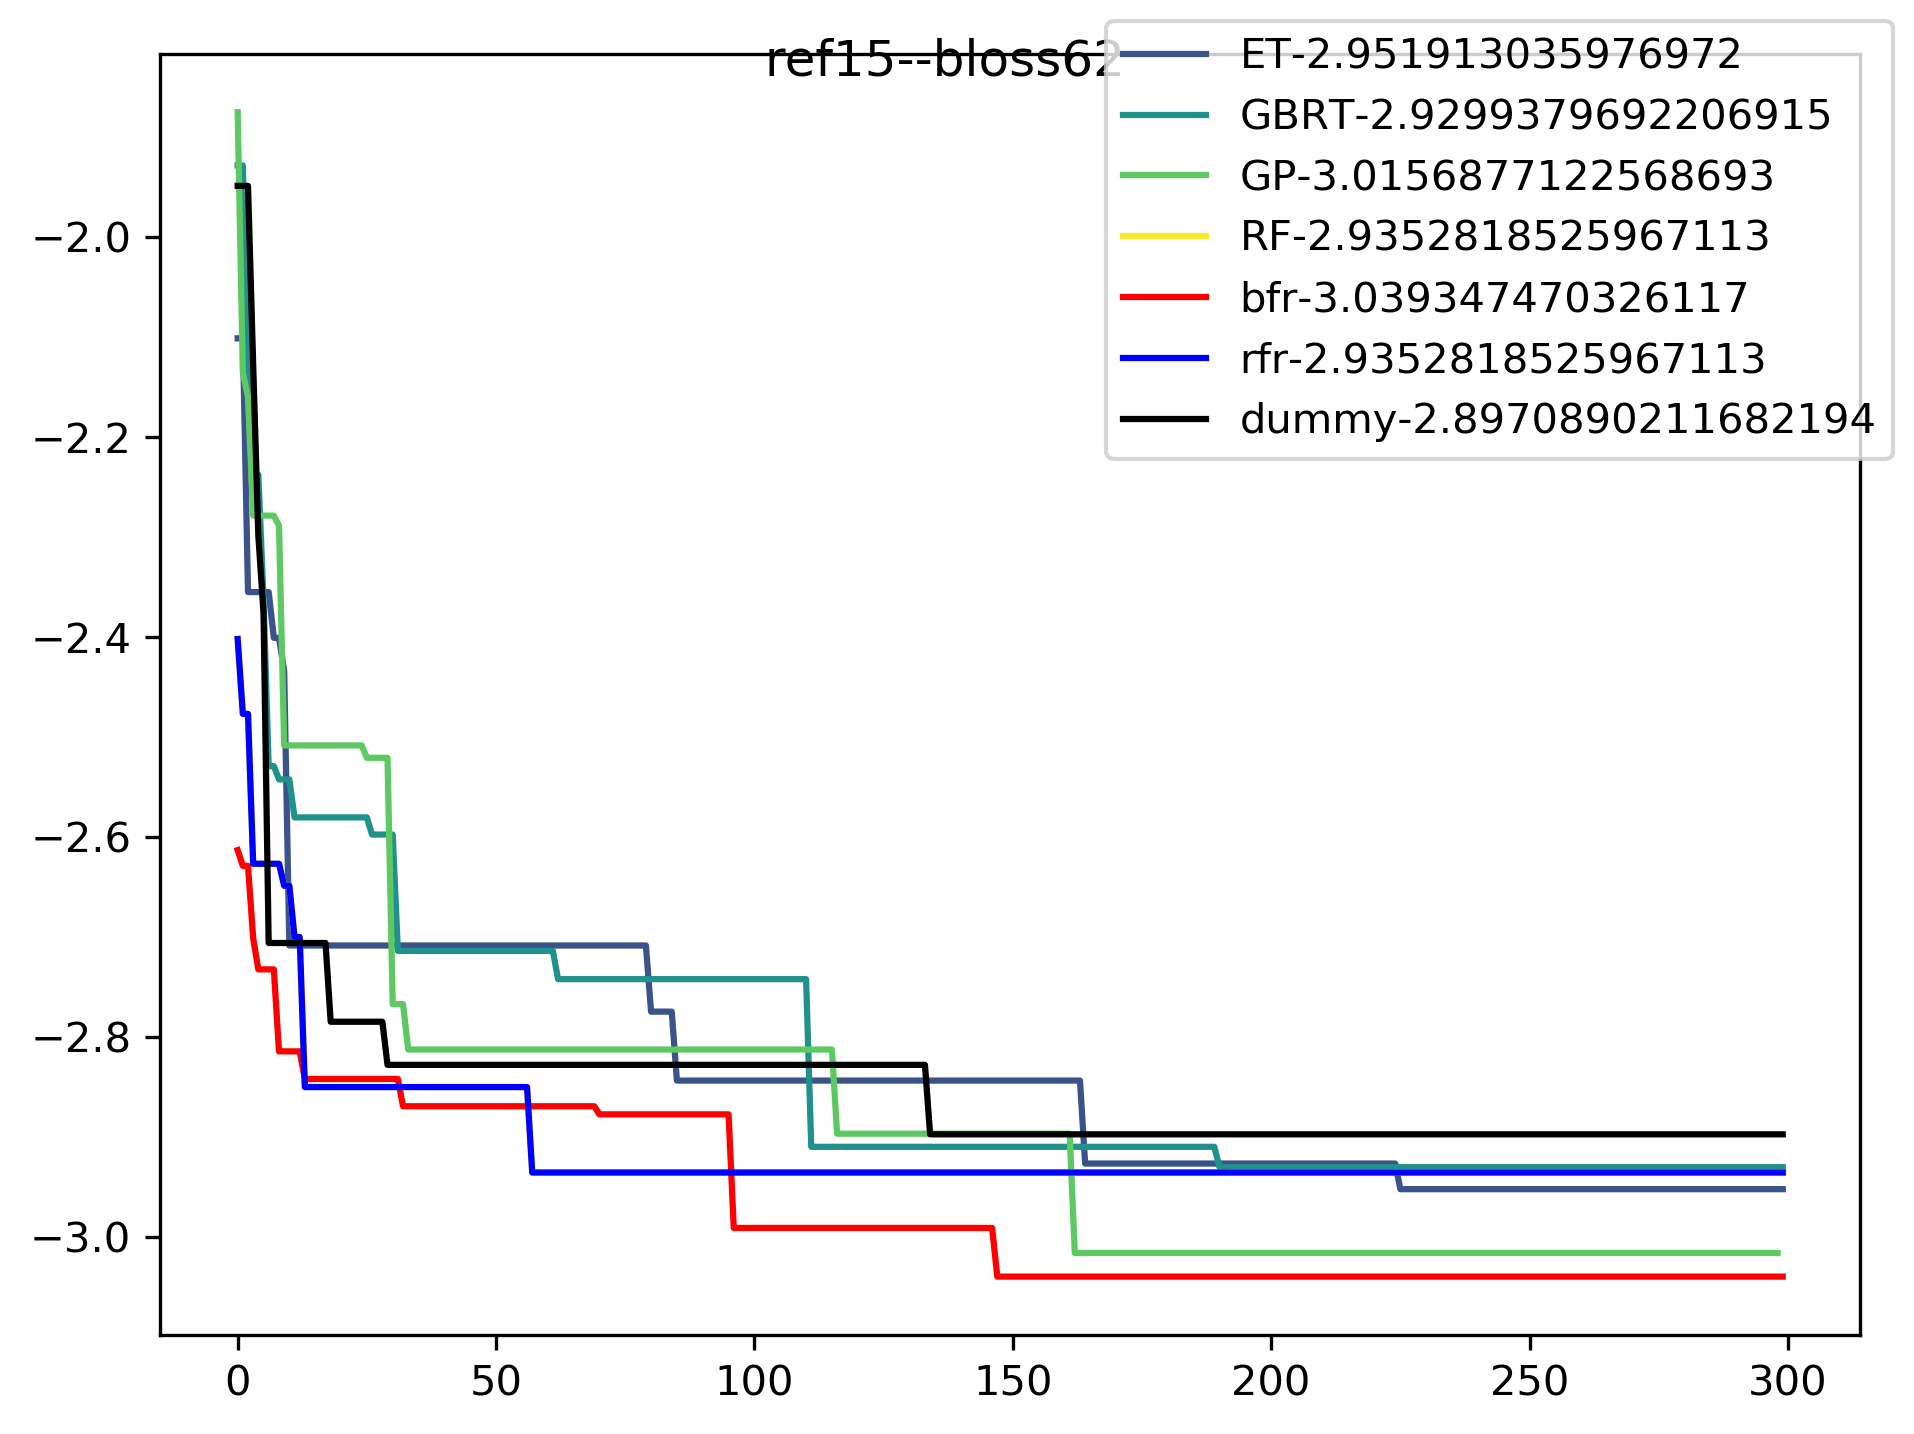 ref15--bloss62
ET-2.951913035976972
GBRT-2.9299379692206915
GP-3.0156877122568693
RF-2.9352818525967113
bfr-3.039347470326117
rfr-2.9352818525967113
dummy-2.8970890211682194
−2.0
−2.2
−2.4
−2.6
−2.8
−3.0
0 50 100 150 200 250 300